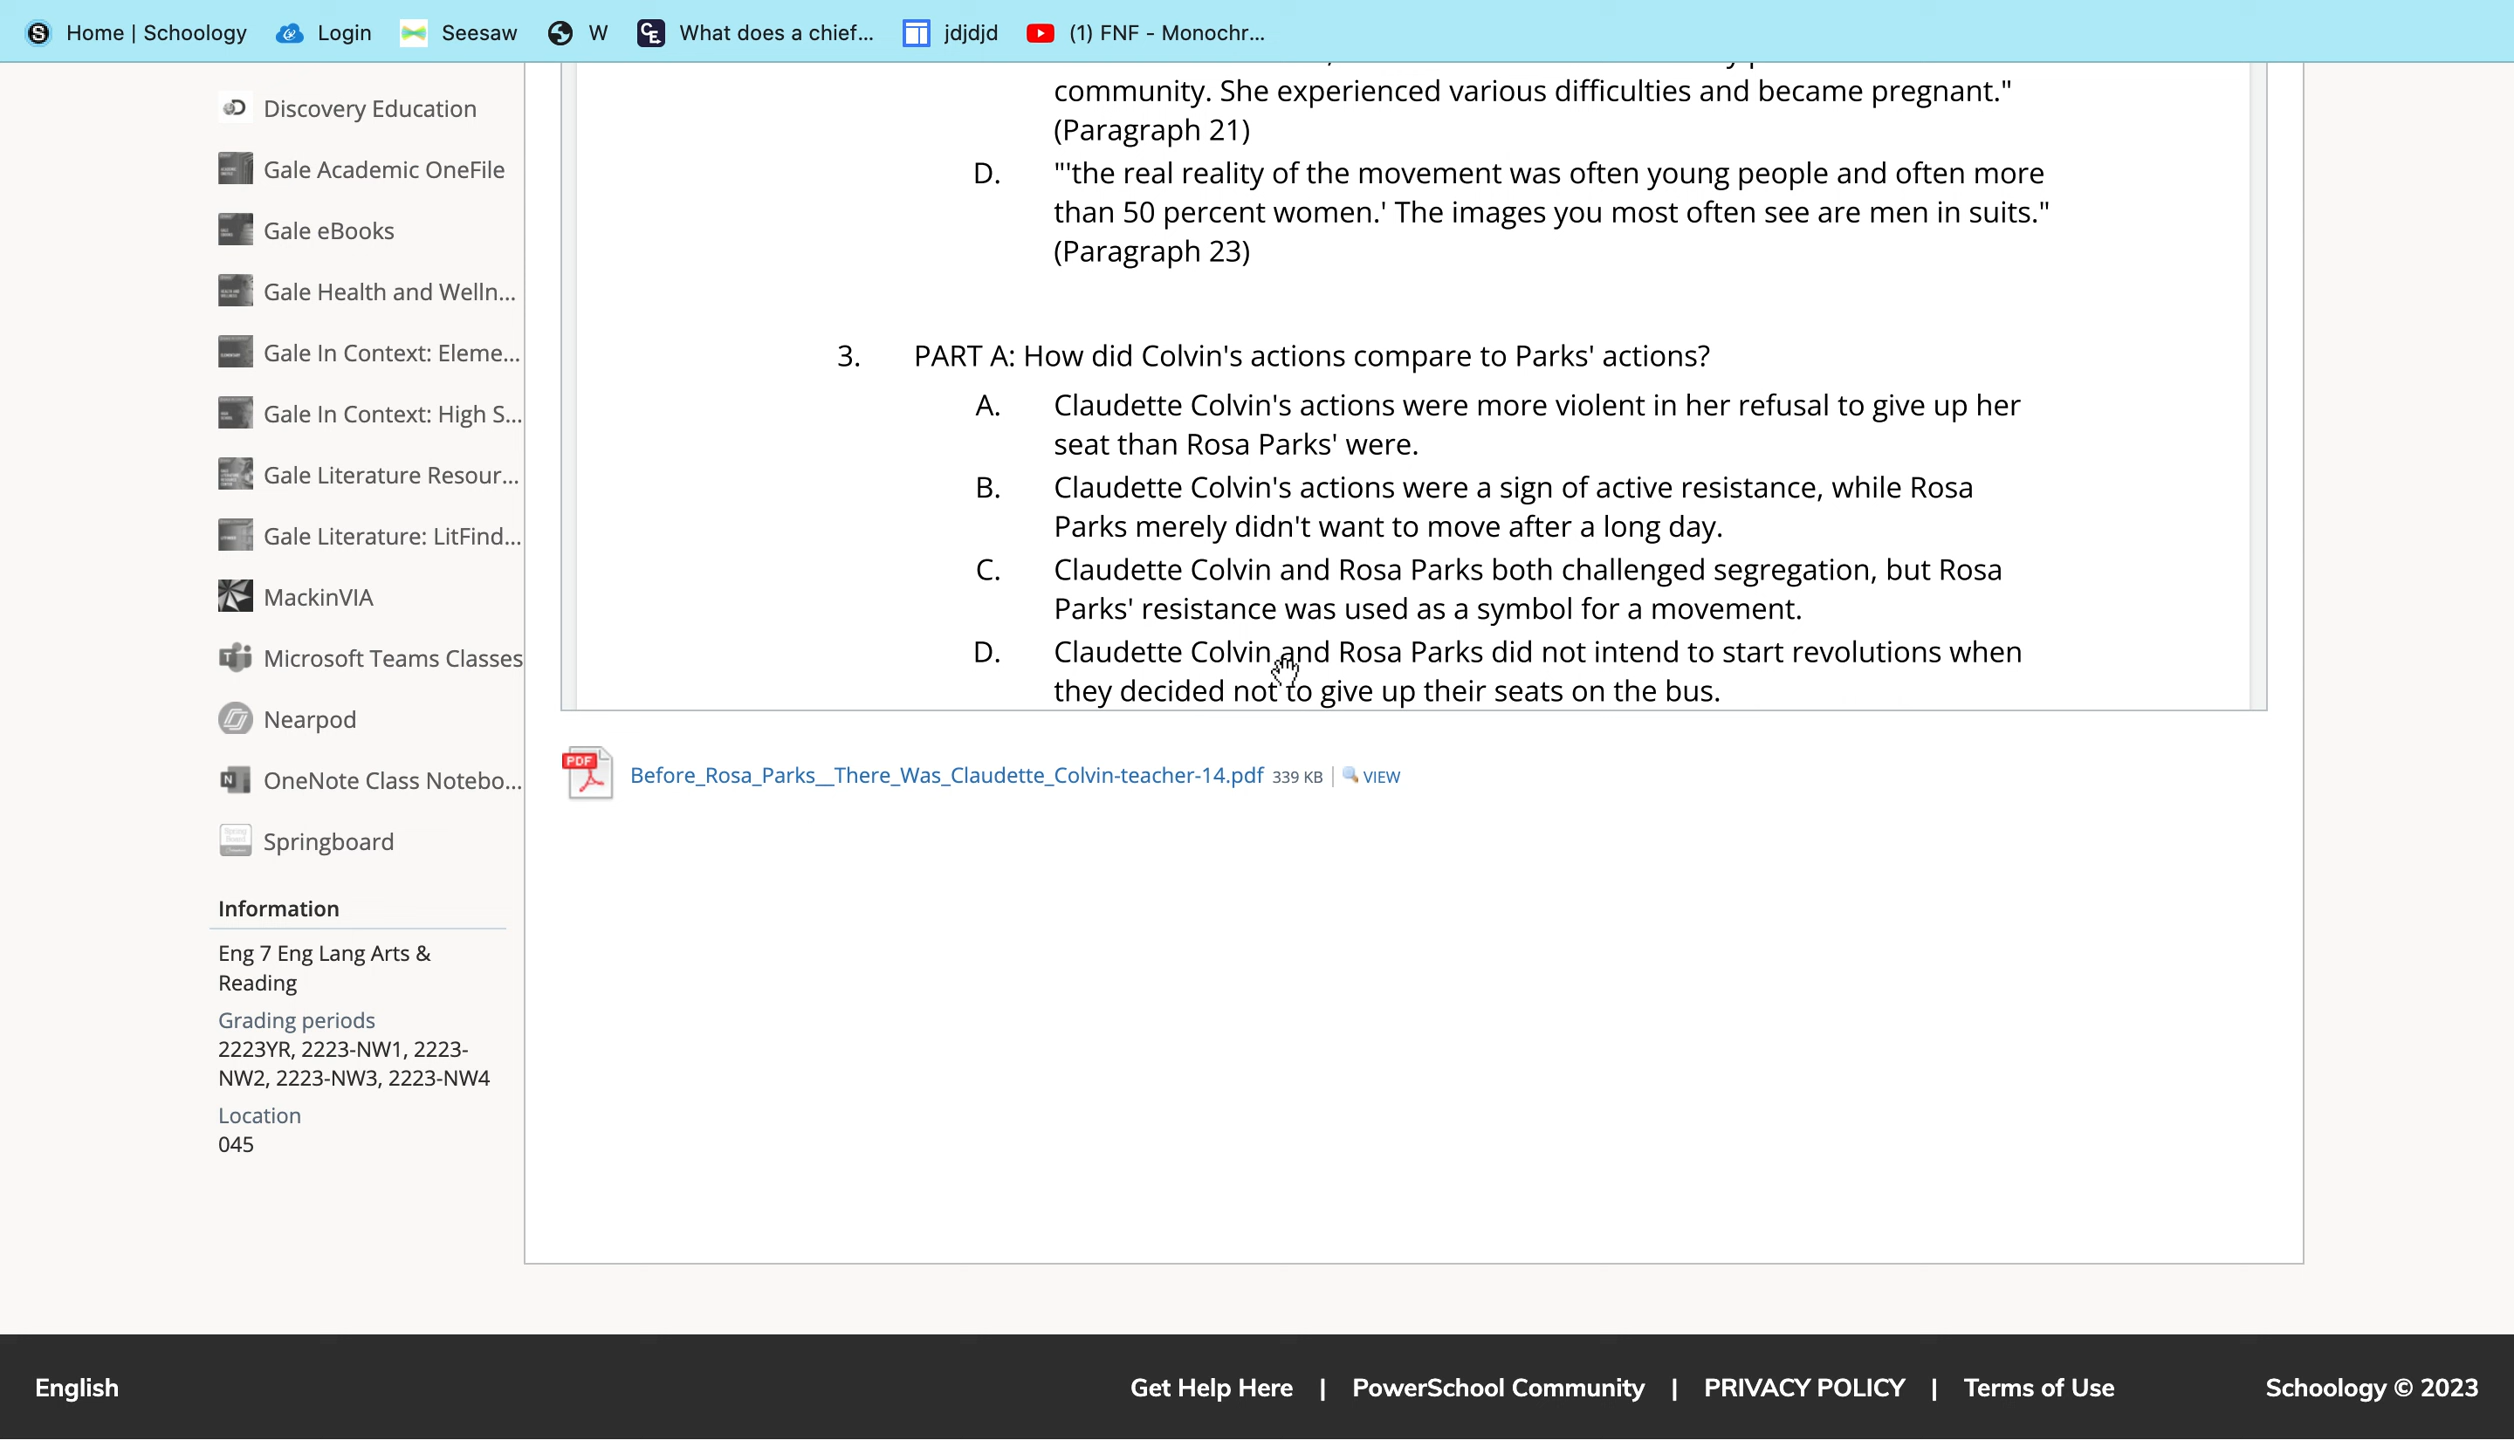 Home | Schoology Login Seesaw W What does a chief... jdjdjd (1) FNF - Monochr...
Discovery Education
Gale Academic OneFile
Gale eBooks
Gale Health and Welln...
Gale In Context: Eleme...
Gale In Context: High S...
Gale Literature Resour...
Gale Literature: LitFind...
MackinVIA
Microsoft Teams Classes
Nearpod
OneNote Class Notebo...
Springboard
Information
Eng 7 Eng Lang Arts &
Reading
Grading periods
2223YR, 2223-NW1, 2223-
NW2, 2223-NW3, 2223-NW4
Location
045
community. She experienced various difficulties and became pregnant."
(Paragraph 21)
D. "'the real reality of the movement was often young people and often more
than 50 percent women.' The images you most often see are men in suits."
(Paragraph 23)
3. PART A: How did Colvin's actions compare to Parks' actions?
A. Claudette Colvin's actions were more violent in her refusal to give up her
seat than Rosa Parks' were.
B. Claudette Colvin's actions were a sign of active resistance, while Rosa
Parks merely didn't want to move after a long day.
C. Claudette Colvin and Rosa Parks both challenged segregation, but Rosa
Parks' resistance was used as a symbol for a movement.
D. Claudette Colvin and Rosa Parks did not intend to start revolutions when
they decided not to give up their seats on the bus.
PDF Before_Rosa_Parks__There_Was_Claudette_Colvin-teacher-14.pdf 339 KB | VIEW
English Get Help Here | PowerSchool Community | PRIVACY POLICY | Terms of Use Schoology © 2023